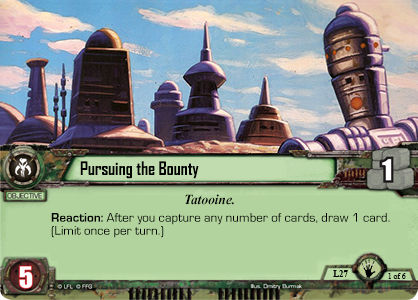 Pursuing the Bounty
1
OBJECTIVE
Tatooine.
Reaction: After you capture any number of cards, draw 1 card.
(Limit once per turn.)
5
© LFL © FFG
Illus. Dmitry Burmak
L27
1 of 6